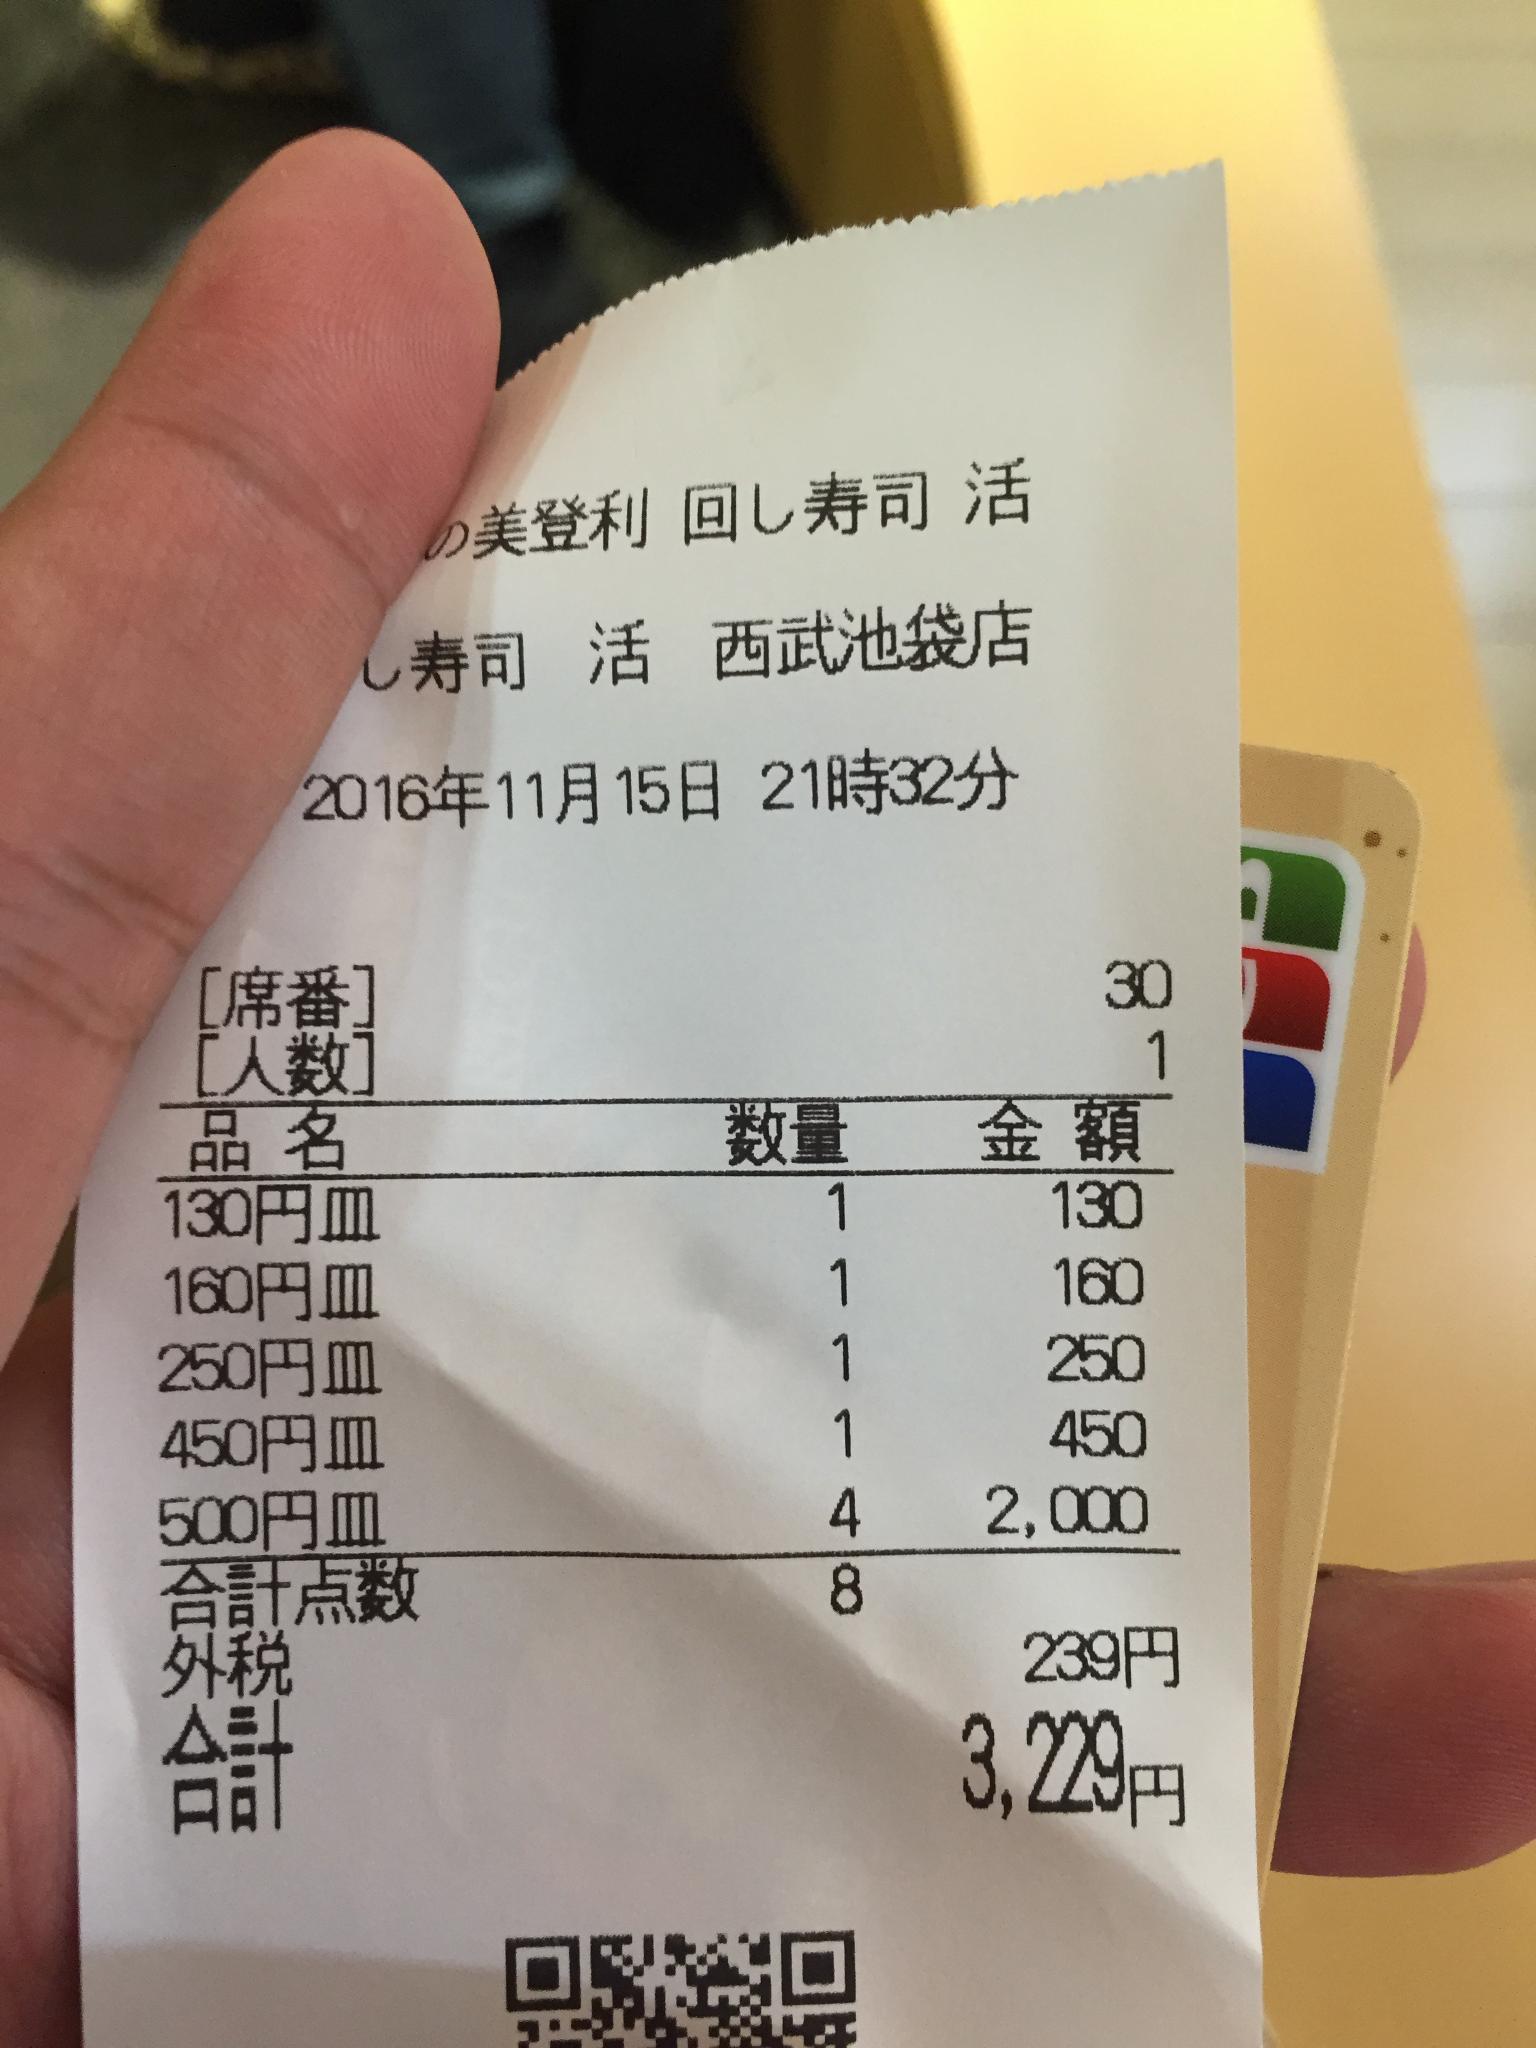 の美登利 回し寿司 活
し寿司 活 西武池袋店
2016年11月15日 21時32分
[席番] 30
[人数] 1
品名 数量 金額
130円皿 1 130
160円皿 1 160
250円皿 1 250
450円皿 1 450
500円皿 4 2,000
合計点数 8
外税 239円
合計 3,229円